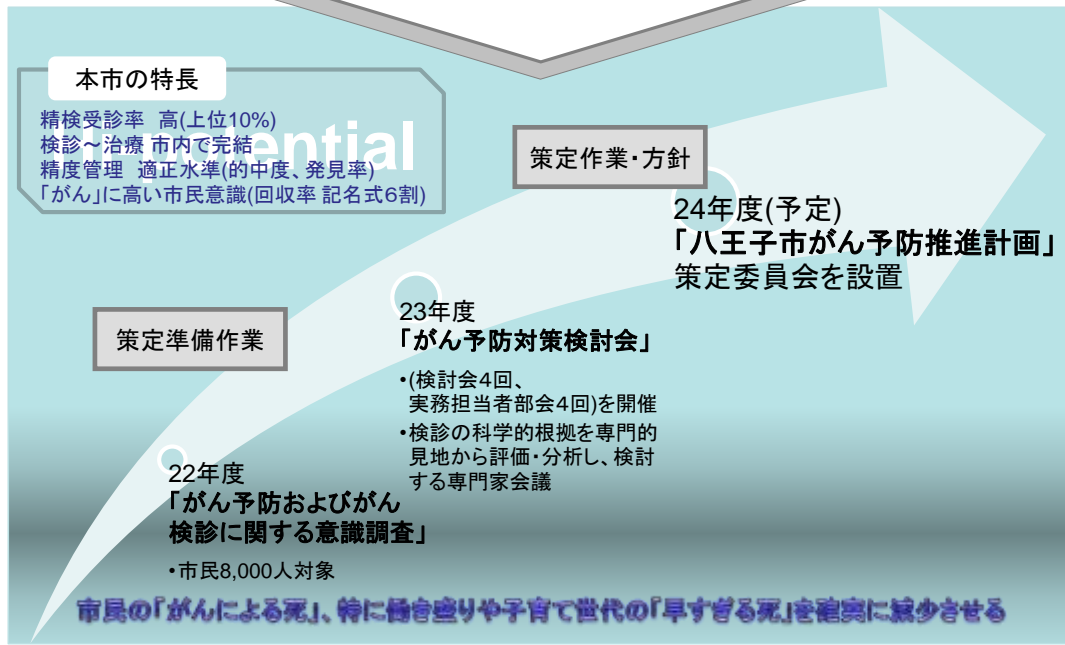 本市の特長
Hi-potential
精検受診率 高(上位10%)
検診～治療 市内で完結
精度管理 適正水準(的中度、発見率)
「がん」に高い市民意識(回収率 記名式６割)
策定作業・方針
24年度(予定)
「八王子市がん予防推進計画」
策定委員会を設置
策定準備作業
23年度
「がん予防対策検討会」
•(検討会４回、
実務担当者部会４回)を開催
•検診の科学的根拠を専門的
見地から評価・分析し、検討
する専門家会議
22年度
「がん予防およびがん
検診に関する意識調査」
•市民8,000人対象
市民の「がんによる死」、特に働き盛りや子育て世代の「早すぎる死」を確実に減少させる